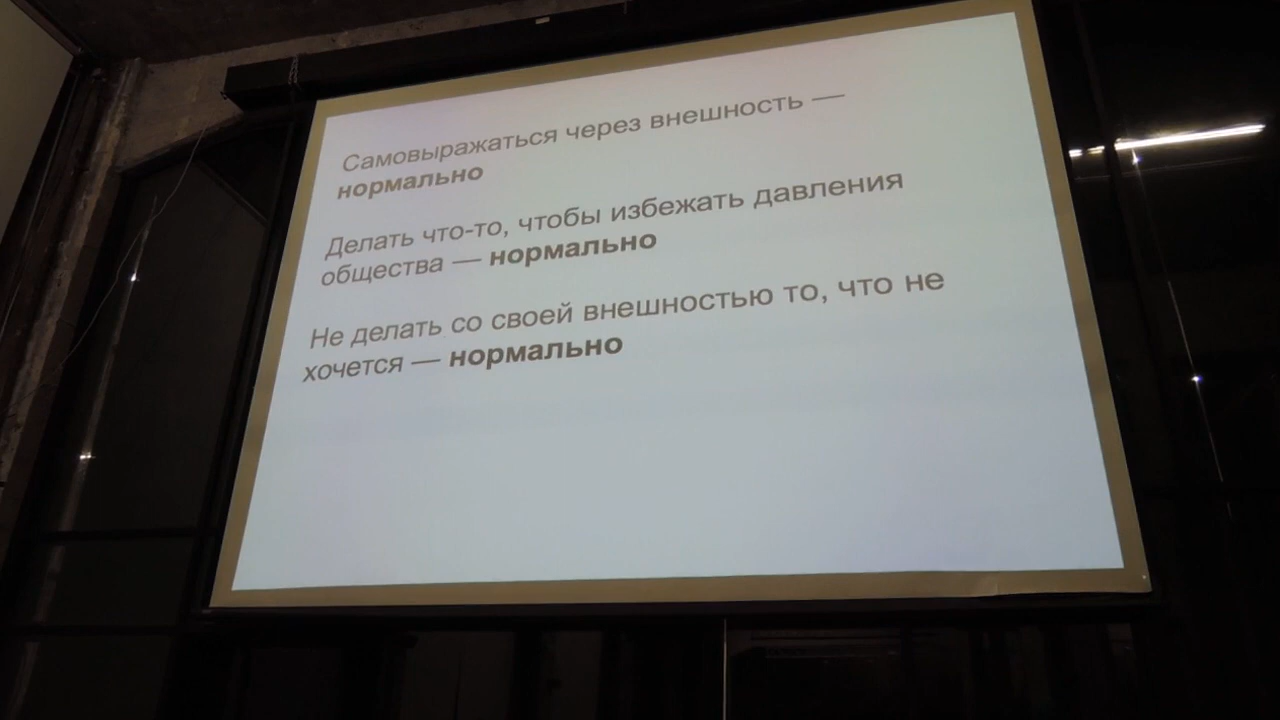 Самовыражаться через внешность —
нормально
Делать что-то, чтобы избежать давления
общества — нормально
Не делать со своей внешностью то, что не
хочется — нормально